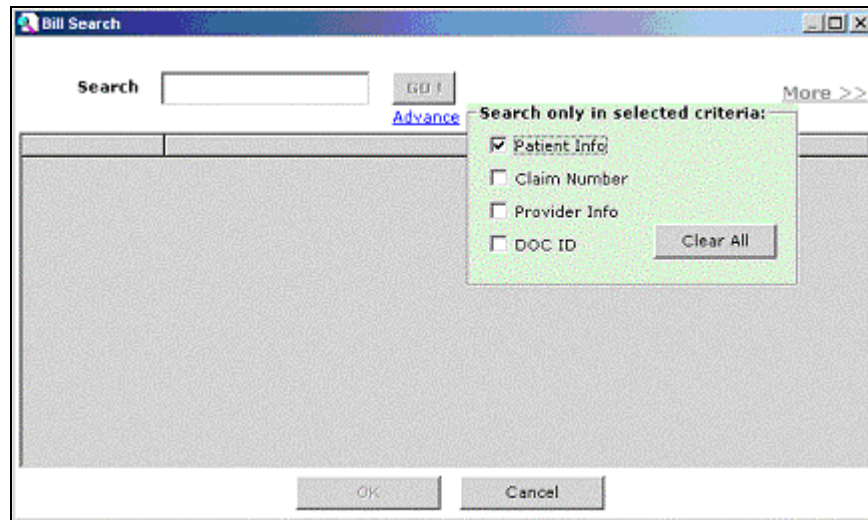 Bill Search
Search GO !
More >>
Advance
Search only in selected criteria:
Patient Info
Claim Number
Provider Info
DOC ID
Clear All
OK Cancel